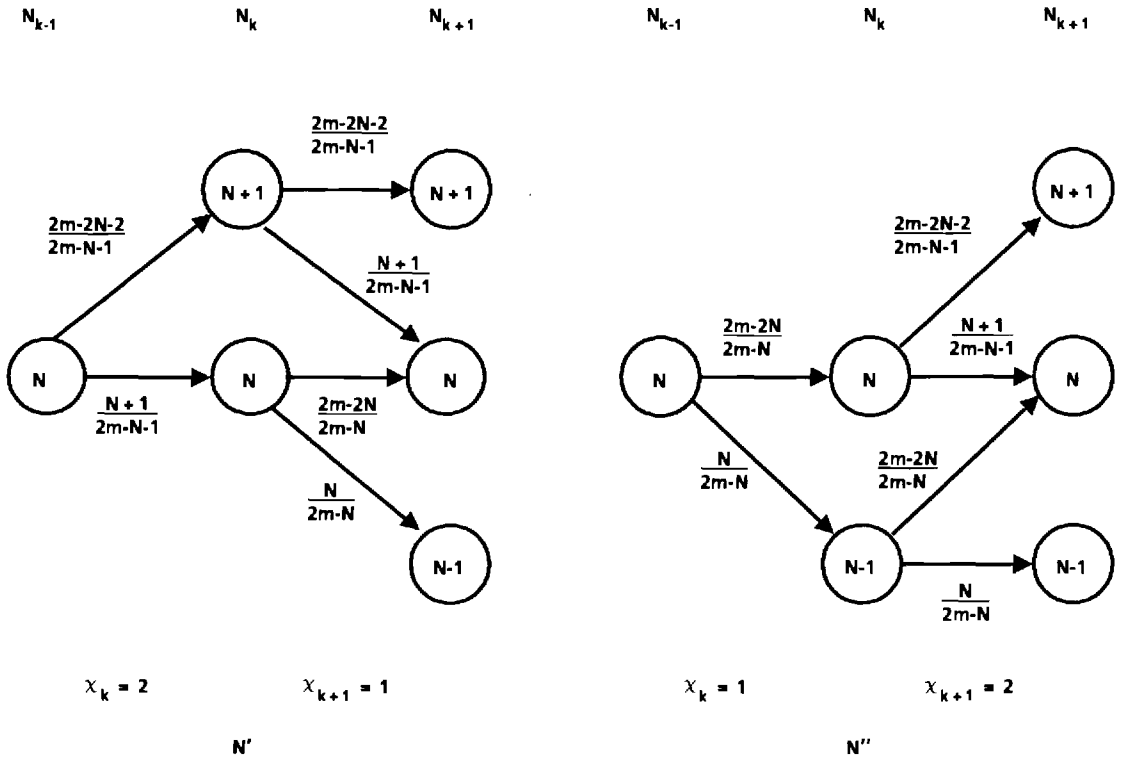 N_{k-1} N_k N_{k+1} N_{k-1} N_k N_{k+1}
2m-2N-2
2m-N-1
N + 1 N + 1 N + 1
2m-2N-2
2m-N-1
2m-2N-2
2m-N-1
N + 1
2m-N-1
2m-2N
2m-N
N + 1
2m-N-1
N N N N N N
N + 1
2m-N-1
2m-2N
2m-N
N
2m-N
2m-2N
2m-N
N
2m-N
N-1 N-1 N-1
N
2m-N
χ_k = 2 χ_{k+1} = 1 χ_k = 1 χ_{k+1} = 2
N' N''